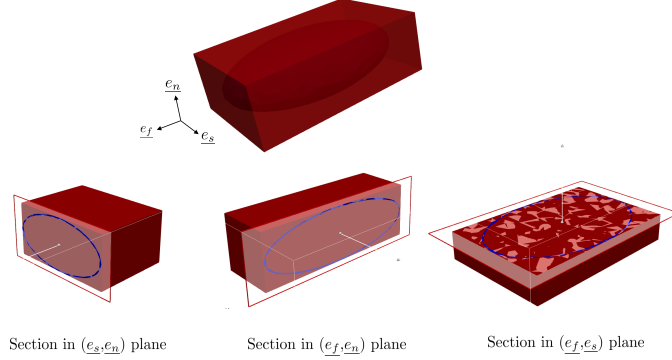 e_n
e_f
e_s
Section in (e_s,e_n) plane
Section in (e_f,e_n) plane
Section in (e_f,e_s) plane